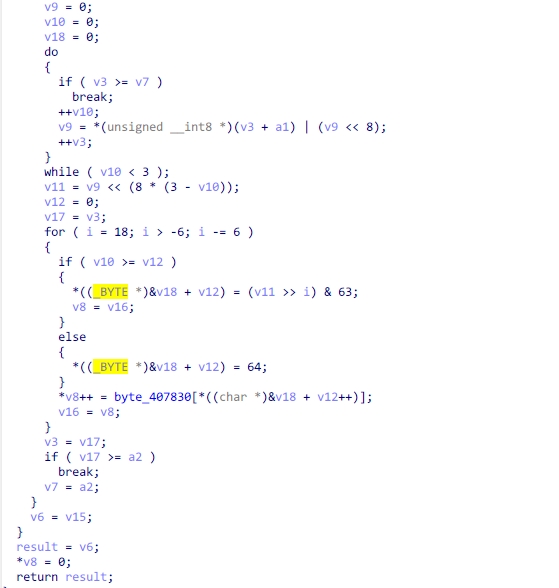 v9 = 0;
v10 = 0;
v18 = 0;
do
{
if ( v3 >= v7 )
break;
++v10;
v9 = *(unsigned __int8 *)(v3 + a1) | (v9 << 8);
++v3;
}
while ( v10 < 3 );
v11 = v9 << (8 * (3 - v10));
v12 = 0;
v17 = v3;
for ( i = 18; i > -6; i -= 6 )
{
if ( v10 >= v12 )
{
*((_BYTE *)&v18 + v12) = (v11 >> i) & 63;
v8 = v16;
}
else
{
*((_BYTE *)&v18 + v12) = 64;
}
*v8++ = byte_407830[*((char *)&v18 + v12++)];
v16 = v8;
}
v3 = v17;
if ( v17 >= a2 )
break;
v7 = a2;
}
v6 = v15;
}
result = v6;
*v8 = 0;
return result;